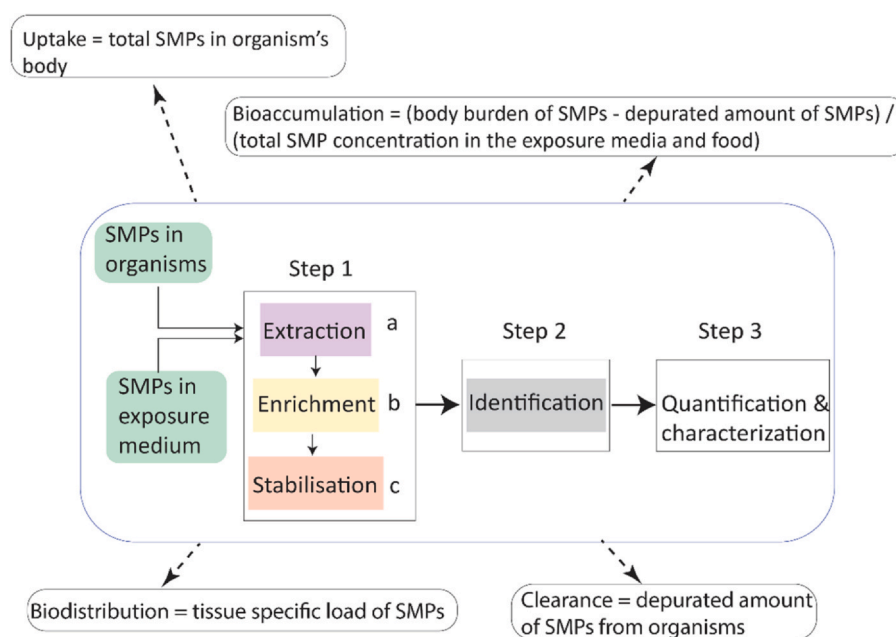 Uptake = total SMPs in organism's
body
Bioaccumulation = (body burden of SMPs - depurated amount of SMPs) /
(total SMP concentration in the exposure media and food)
SMPs in
organisms
SMPs in
exposure
medium
Step 1
Extraction a
Enrichment b
Stabilisation c
Step 2
Identification
Step 3
Quantification &
characterization
Biodistribution = tissue specific load of SMPs
Clearance = depurated amount
of SMPs from organisms